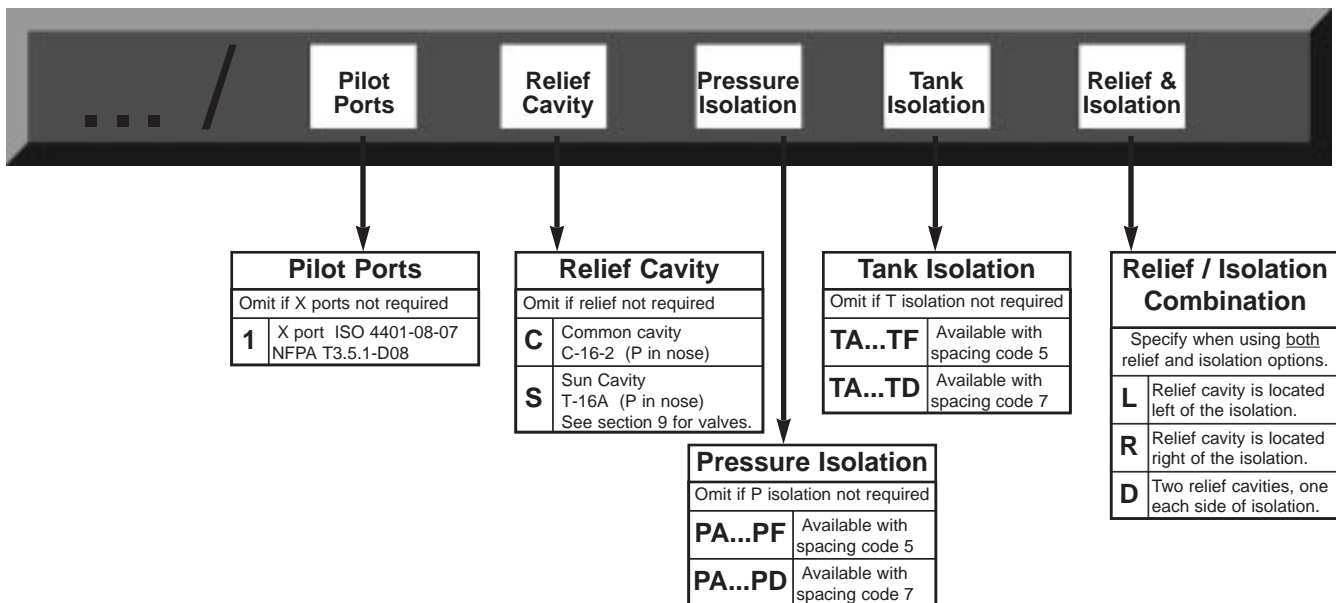 ... /
Pilot
Ports
Relief
Cavity
Pressure
Isolation
Tank
Isolation
Relief &
Isolation
Pilot Ports
Omit if X ports not required
1 X port ISO 4401-08-07
NFPA T3.5.1-D08
Relief Cavity
Omit if relief not required
C Common cavity
C-16-2 (P in nose)
S Sun Cavity
T-16A (P in nose)
See section 9 for valves.
Pressure Isolation
Omit if P isolation not required
PA...PF Available with
spacing code 5
PA...PD Available with
spacing code 7
Tank Isolation
Omit if T isolation not required
TA...TF Available with
spacing code 5
TA...TD Available with
spacing code 7
Relief / Isolation
Combination
Specify when using both
relief and isolation options.
L Relief cavity is located
left of the isolation.
R Relief cavity is located
right of the isolation.
D Two relief cavities, one
each side of isolation.